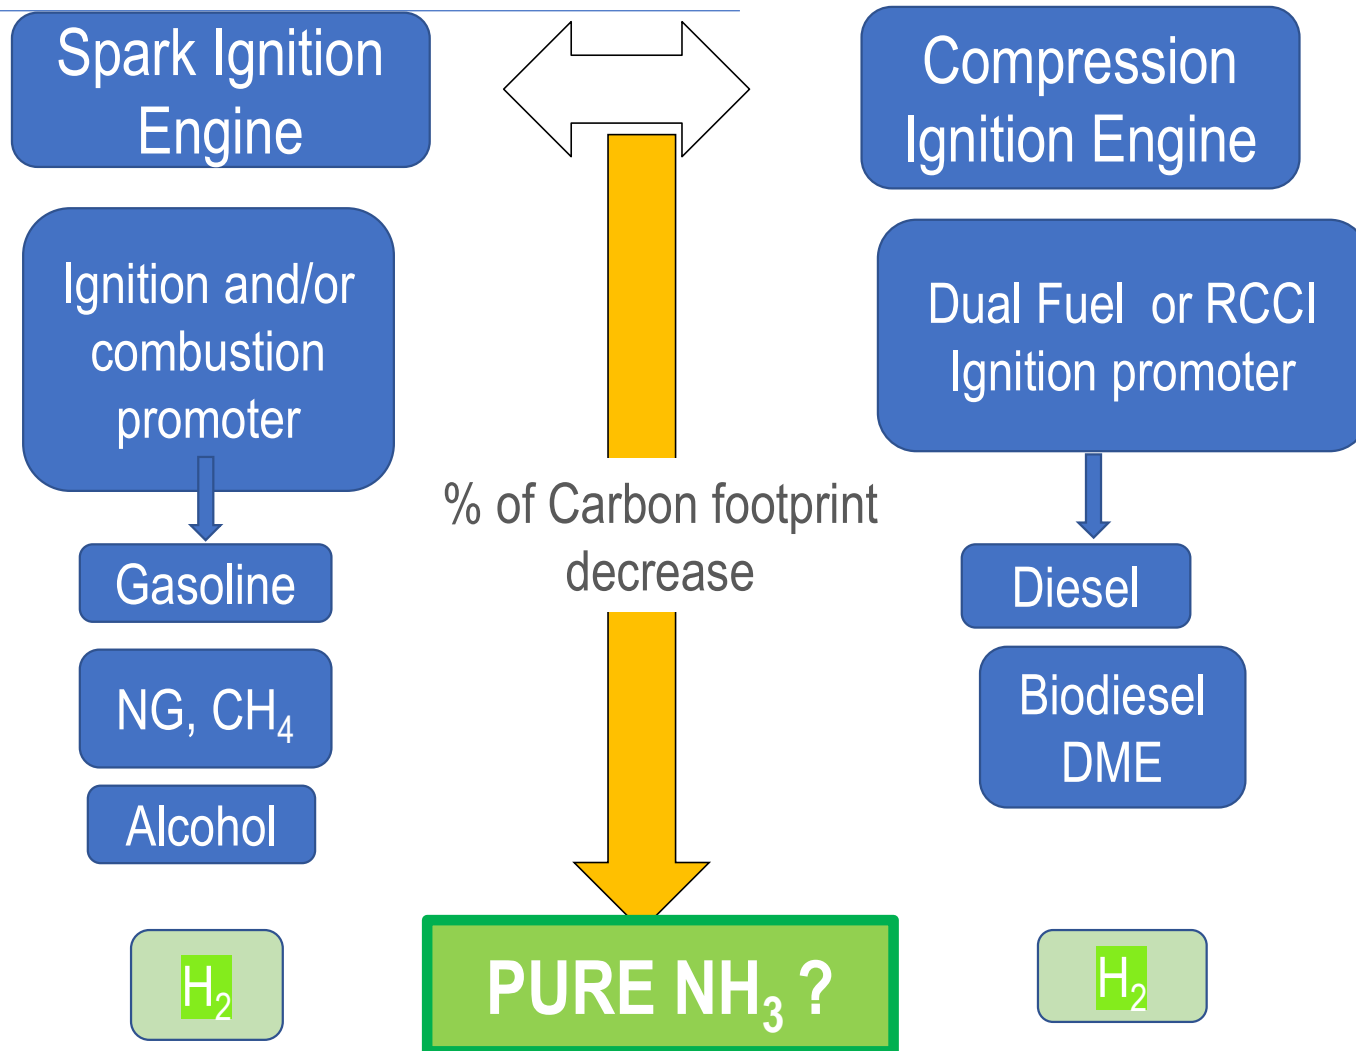 Spark Ignition
Engine
Compression
Ignition Engine
Ignition and/or
combustion
promoter
Dual Fuel or RCCI
Ignition promoter
% of Carbon footprint
decrease
Gasoline
NG, CH₄
Alcohol
H₂
Diesel
Biodiesel
DME
H₂
PURE NH₃ ?